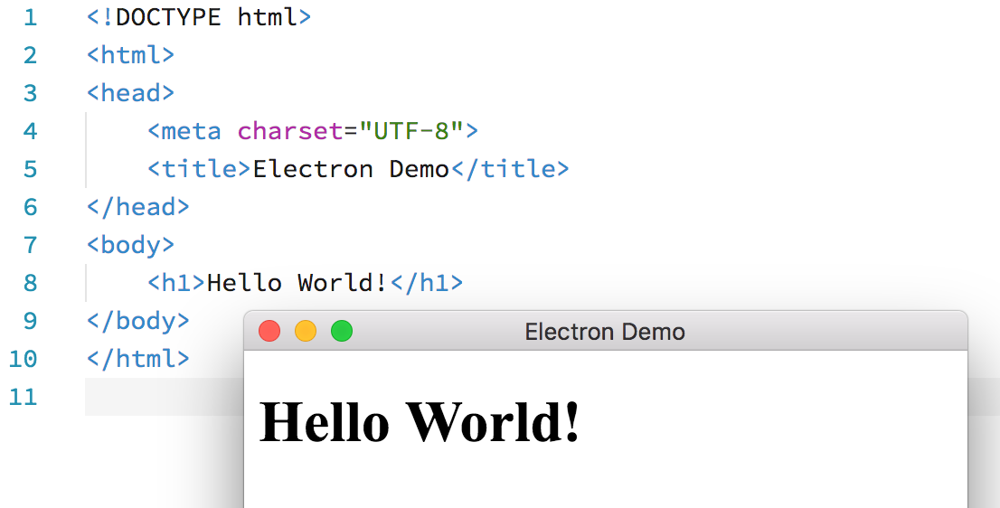 1 <!DOCTYPE html>
2 <html>
3 <head>
4     <meta charset="UTF-8">
5     <title>Electron Demo</title>
6 </head>
7 <body>
8     <h1>Hello World!</h1>
9 </body>
10 </html>
11
Electron Demo
Hello World!